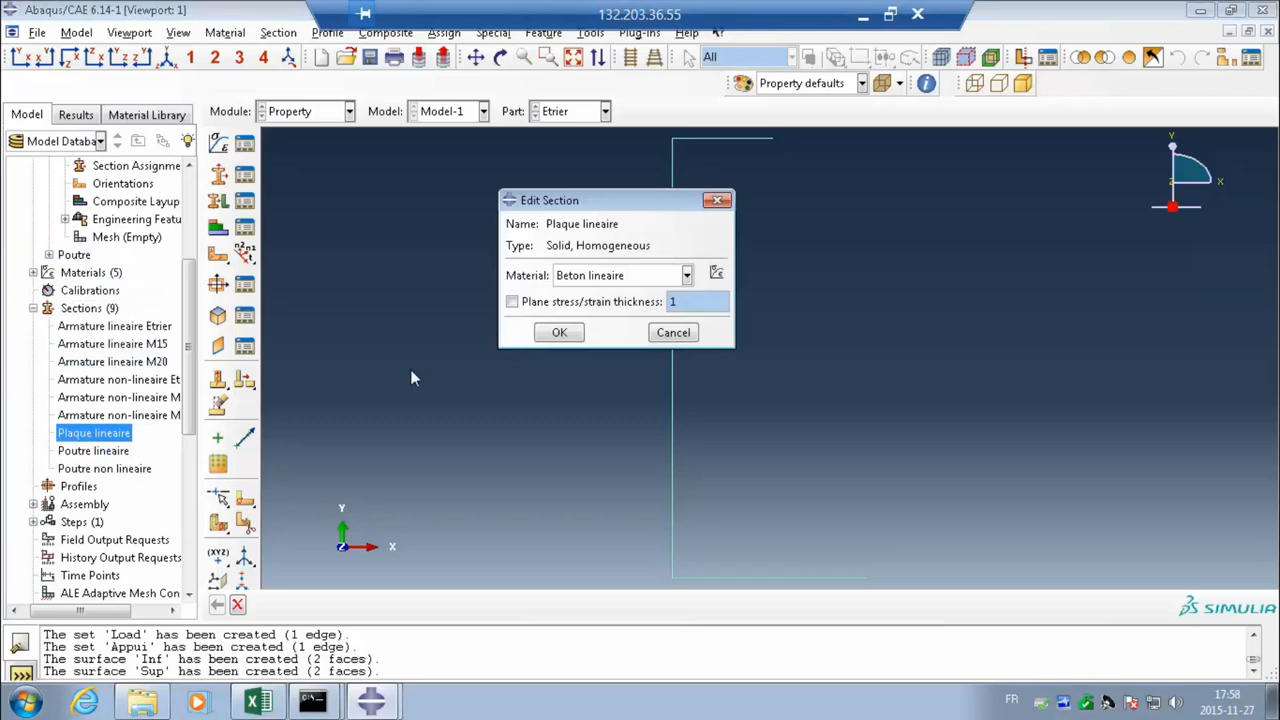 Abaqus/CAE 6.14-1 [Viewport: 1]
132.203.36.55
File Model Viewport View Material Section Profile Composite Assign Special Feature Tools Plug-ins Help
1 2 3 4
All
Property defaults
Model Results Material Library
Module: Property Model: Model-1 Part: Etrier
Model Databa
Section Assignme
Orientations
Composite Layup
Engineering Featu
Mesh (Empty)
Poutre
Materials (5)
Calibrations
Sections (9)
Armature lineaire Etrier
Armature lineaire M15
Armature lineaire M20
Armature non-lineaire Et
Armature non-lineaire M
Armature non-lineaire M
Plaque lineaire
Poutre lineaire
Poutre non lineaire
Profiles
Assembly
Steps (1)
Field Output Requests
History Output Requests
Time Points
ALE Adaptive Mesh Con
Edit Section
Name: Plaque lineaire
Type: Solid, Homogeneous
Material: Beton lineaire
Plane stress/strain thickness: 1
OK Cancel
Y
Z X
Y
Z X
SIMULIA
The set 'Load' has been created (1 edge).
The set 'Appui' has been created (1 edge).
The surface 'Inf' has been created (2 faces).
The surface 'Sup' has been created (2 faces).
FR
17:58
2015-11-27